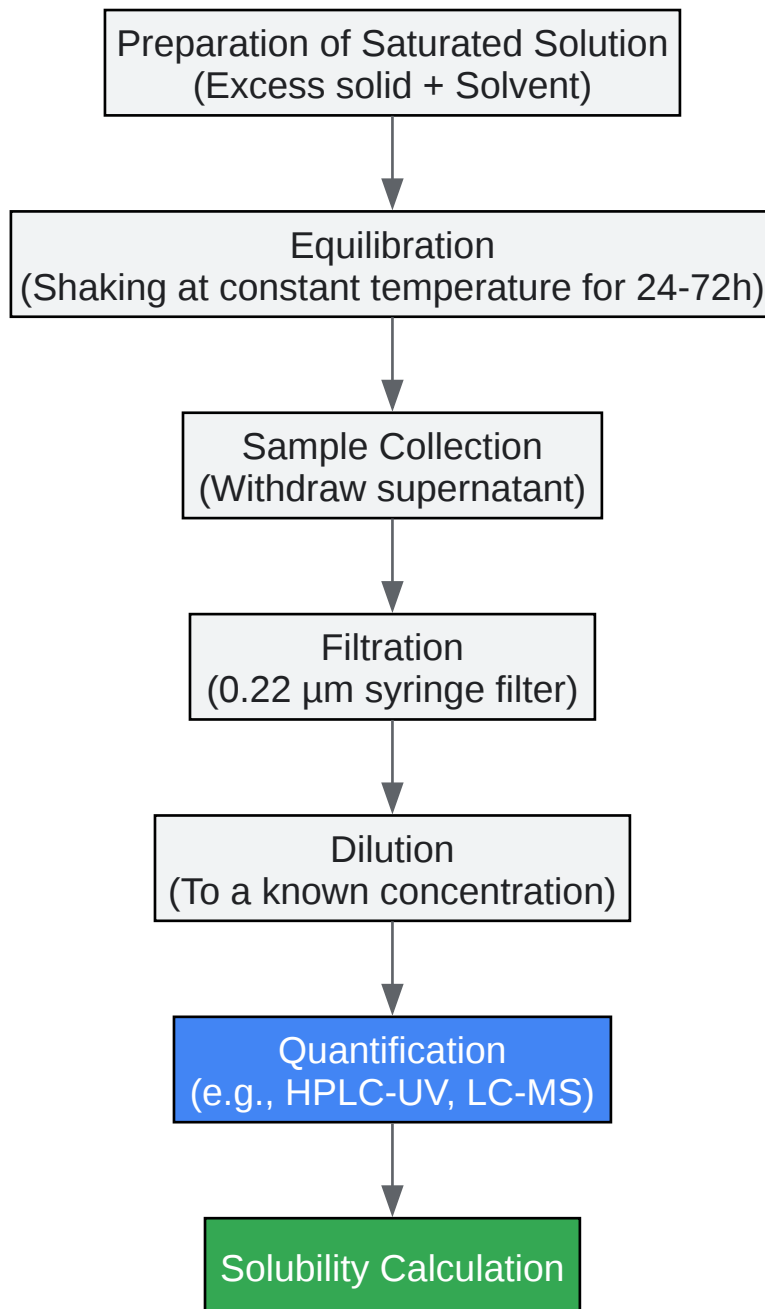 Preparation of Saturated Solution
(Excess solid + Solvent)
Equilibration
(Shaking at constant temperature for 24-72h)
Sample Collection
(Withdraw supernatant)
Filtration
(0.22 µm syringe filter)
Dilution
(To a known concentration)
Quantification
(e.g., HPLC-UV, LC-MS)
Solubility Calculation